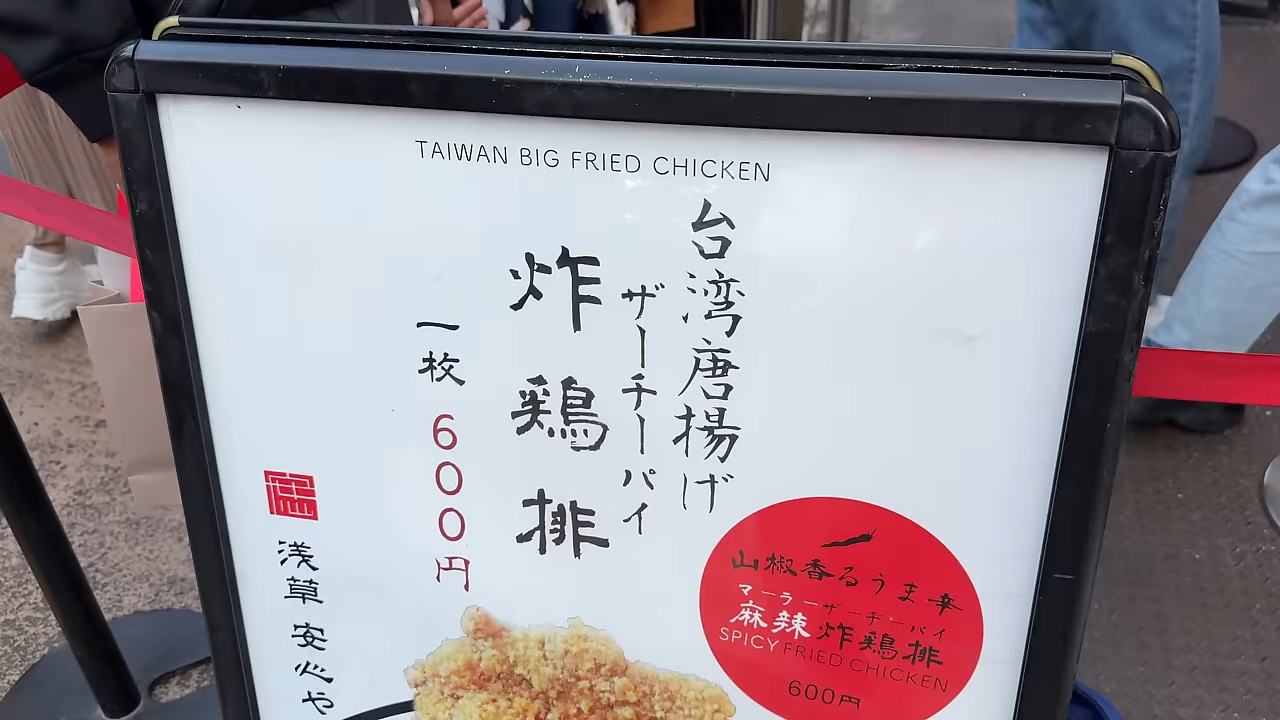 TAIWAN BIG FRIED CHICKEN
台湾唐揚げ
ザーチーパイ
炸鶏排
一枚 600円
浅草安心や
山椒香るうま辛
マーラーザーチーパイ
麻辣炸鶏排
SPICY FRIED CHICKEN
600円